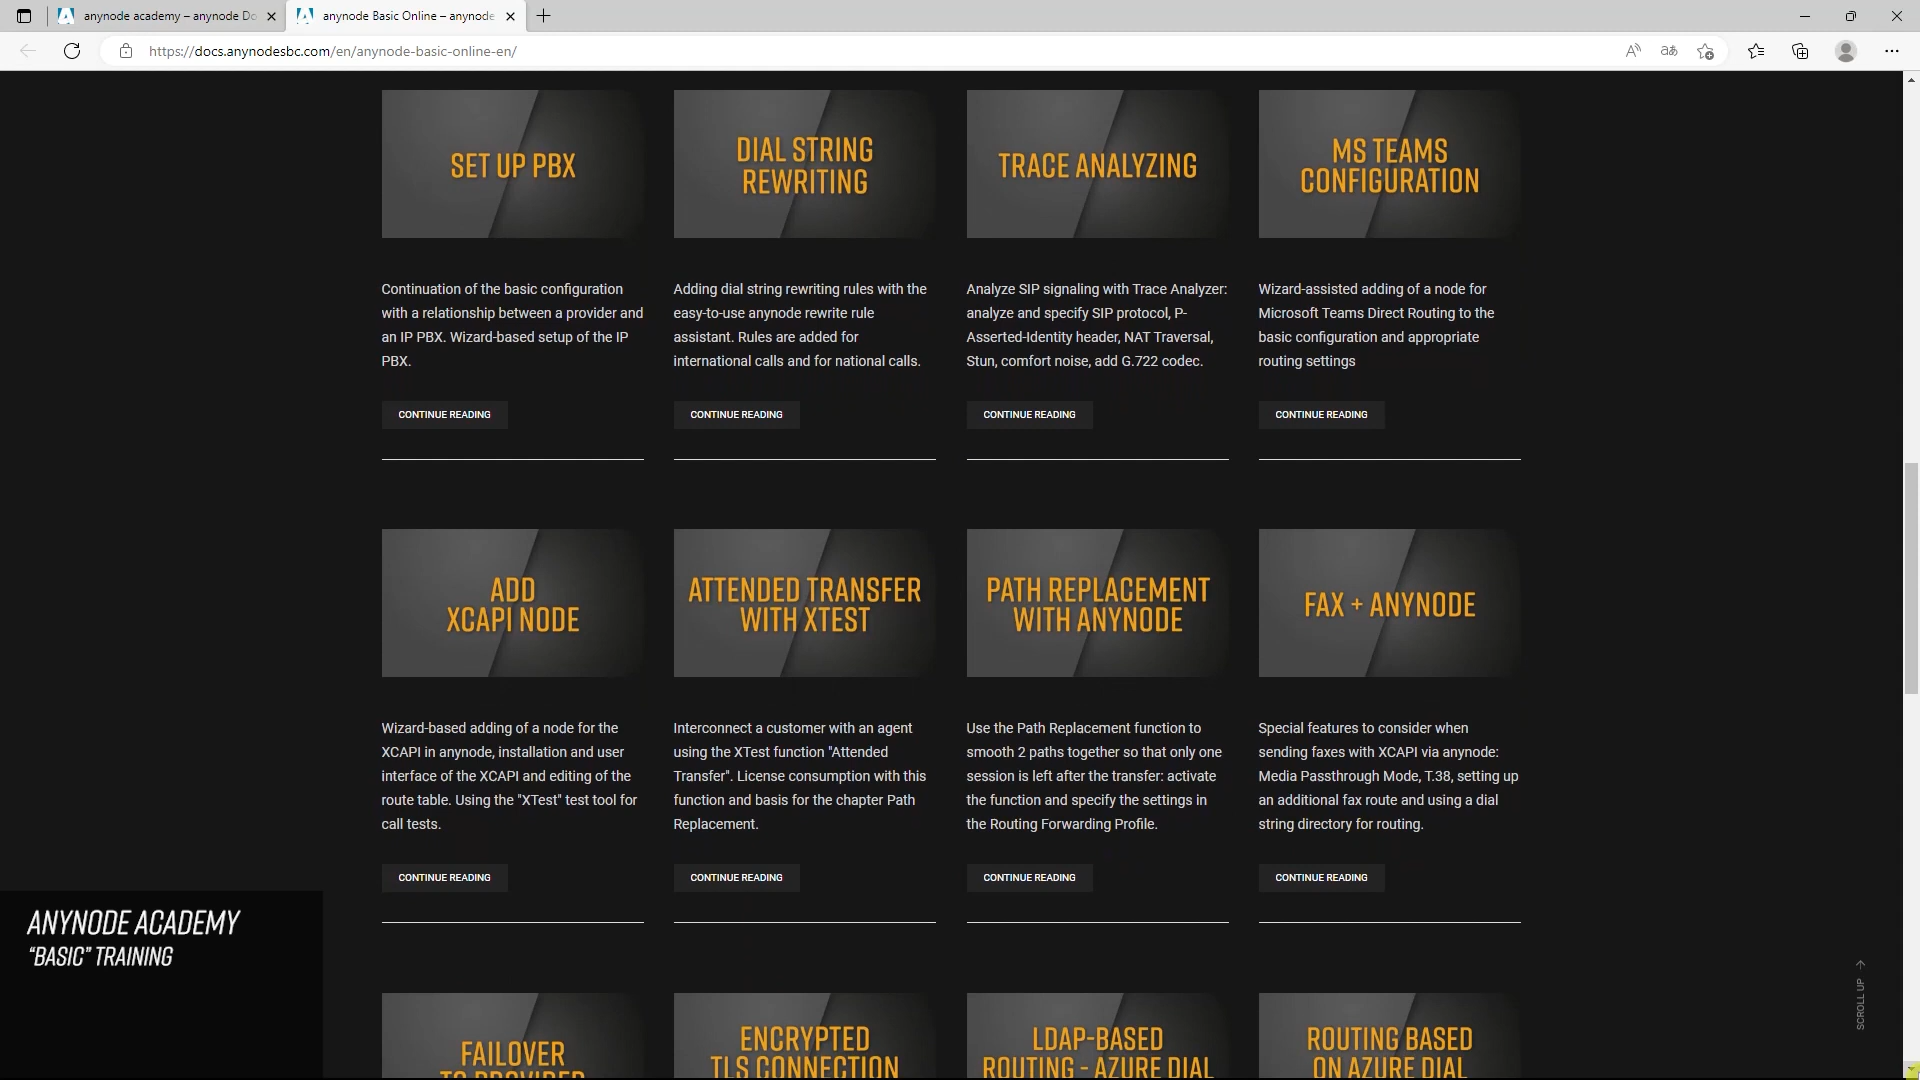 anynode academy – anynode Do
anynode Basic Online – anynode
https://docs.anynodesbc.com/en/anynode-basic-online-en/
SET UP PBX
DIAL STRING
REWRITING
TRACE ANALYZING
MS TEAMS
CONFIGURATION
Continuation of the basic configuration
with a relationship between a provider and
an IP PBX. Wizard-based setup of the IP
PBX.
Adding dial string rewriting rules with the
easy-to-use anynode rewrite rule
assistant. Rules are added for
international calls and for national calls.
Analyze SIP signaling with Trace Analyzer:
analyze and specify SIP protocol, P-
Asserted-Identity header, NAT Traversal,
Stun, comfort noise, add G.722 codec.
Wizard-assisted adding of a node for
Microsoft Teams Direct Routing to the
basic configuration and appropriate
routing settings
CONTINUE READING
CONTINUE READING
CONTINUE READING
CONTINUE READING
ADD
XCAPI NODE
ATTENDED TRANSFER
WITH XTEST
PATH REPLACEMENT
WITH ANYNODE
FAX + ANYNODE
Wizard-based adding of a node for the
XCAPI in anynode, installation and user
interface of the XCAPI and editing of the
route table. Using the "XTest" test tool for
call tests.
Interconnect a customer with an agent
using the XTest function "Attended
Transfer". License consumption with this
function and basis for the chapter Path
Replacement.
Use the Path Replacement function to
smooth 2 paths together so that only one
session is left after the transfer: activate
the function and specify the settings in
the Routing Forwarding Profile.
Special features to consider when
sending faxes with XCAPI via anynode:
Media Passthrough Mode, T.38, setting up
an additional fax route and using a dial
string directory for routing.
CONTINUE READING
CONTINUE READING
CONTINUE READING
CONTINUE READING
ANYNODE ACADEMY
"BASIC" TRAINING
SCROLL UP
FAILOVER
TO PROVIDER
ENCRYPTED
TLS CONNECTION
LDAP-BASED
ROUTING - AZURE DIAL
ROUTING BASED
ON AZURE DIAL